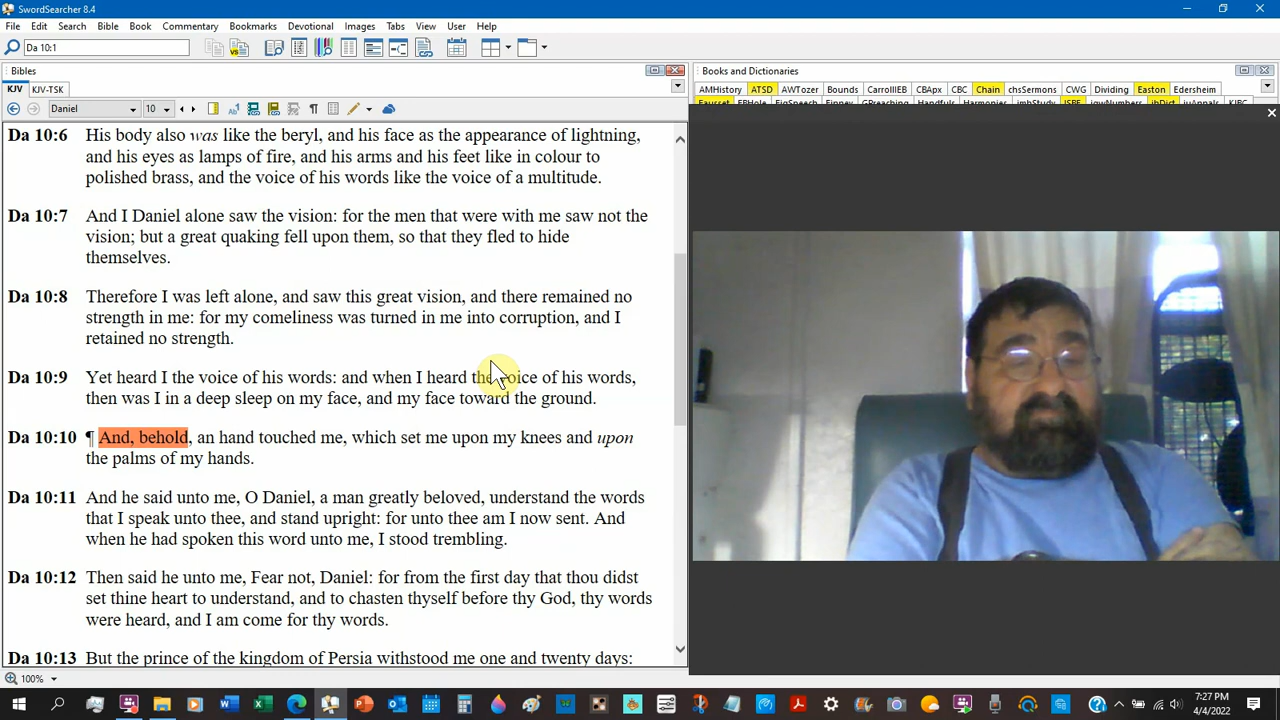 SwordSearcher 8.4
File Edit Search Bible Book Commentary Bookmarks Devotional Images Tabs View User Help
Da 10:1
Bibles
KJV KJV-TSK
Daniel 10
Da 10:6 His body also was like the beryl, and his face as the appearance of lightning,
and his eyes as lamps of fire, and his arms and his feet like in colour to
polished brass, and the voice of his words like the voice of a multitude.
Da 10:7 And I Daniel alone saw the vision: for the men that were with me saw not the
vision; but a great quaking fell upon them, so that they fled to hide
themselves.
Da 10:8 Therefore I was left alone, and saw this great vision, and there remained no
strength in me: for my comeliness was turned in me into corruption, and I
retained no strength.
Da 10:9 Yet heard I the voice of his words: and when I heard the voice of his words,
then was I in a deep sleep on my face, and my face toward the ground.
Da 10:10 ¶ And, behold, an hand touched me, which set me upon my knees and upon
the palms of my hands.
Da 10:11 And he said unto me, O Daniel, a man greatly beloved, understand the words
that I speak unto thee, and stand upright: for unto thee am I now sent. And
when he had spoken this word unto me, I stood trembling.
Da 10:12 Then said he unto me, Fear not, Daniel: for from the first day that thou didst
set thine heart to understand, and to chasten thyself before thy God, thy words
were heard, and I am come for thy words.
Da 10:13 But the prince of the kingdom of Persia withstood me one and twenty days:
100%
Books and Dictionaries
AMHistory ATSD AWTozer Bounds CarrollIEB CBApx CBC Chain chsSermons CWG Dividing Easton Edersheim
7:27 PM
4/4/2022